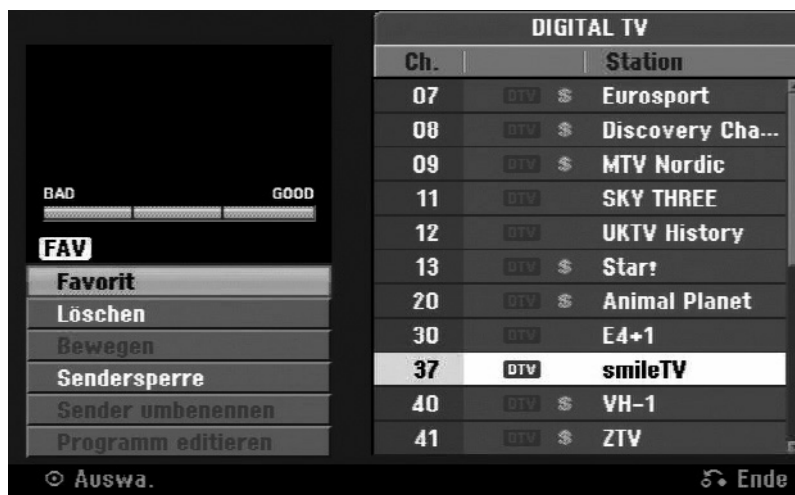 DIGITAL TV
Ch. Station
07 DTV $ Eurosport
08 DTV $ Discovery Cha...
09 DTV $ MTV Nordic
11 DTV SKY THREE
12 DTV UKTV History
13 DTV $ Star!
20 DTV $ Animal Planet
30 DTV E4+1
37 DTV smileTV
40 DTV $ VH-1
41 DTV $ ZTV
BAD GOOD
FAV
Favorit
Löschen
Bewegen
Sendersperre
Sender umbenennen
Programm editieren
Auswa.
Ende